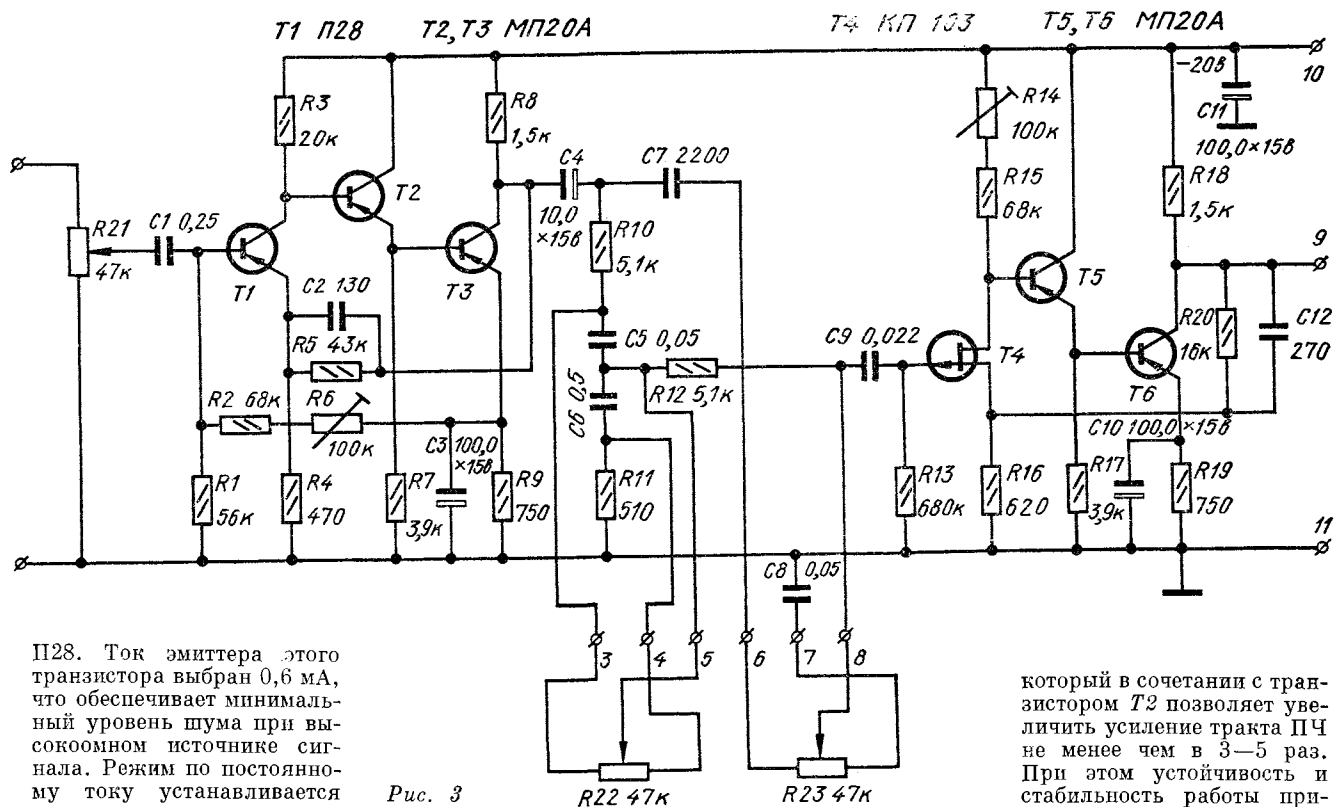 T1 П28
T2, T3 МП20А
T4 КП 103
T5, T6 МП20А
R3
20к
R8
1,5к
R14
100к
−20в
10
C11
100,0×15в
T2
C4
10,0
×15в
C7 2200
R15
68к
R18
1,5к
R21
47к
C1 0,25
T1
T3
R10
5,1к
T5
9
C2 130
R5 43к
C5 0,05
C9 0,022
T4
R20
16к
C12
270
R12 5,1к
T6
R2 68к
R6
100к
C6 0,5
C3 100,0
×15в
C10 100,0 ×15в
R1
56к
R4
470
R7
3,9к
R9
750
R11
510
R13
680к
R16
620
R17
3,9к
R19
750
11
C8 0,05
3
4
5
6
7
8
R22 47к
R23 47к
П28. Ток эмиттера этого
транзистора выбран 0,6 мА,
что обеспечивает минималь-
ный уровень шума при вы-
сокоомном источнике сиг-
нала. Режим по постоянно-
му току устанавливается
Рис. 3
который в сочетании с тран-
зистором Т2 позволяет уве-
личить усиление тракта ПЧ
не менее чем в 3—5 раз.
При этом устойчивость и
стабильность работы при-